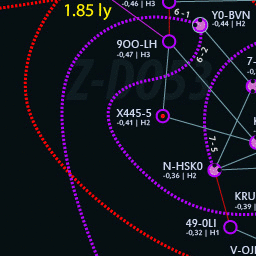 -0,46 | H3
1.85 ly
6 - 1
Y0-BVN
-0,44 | H2
9OO-LH
-0,47 | H3
6 - 2
7-
X445-5
-0,41 | H2
7 - 5
N-HSK0
-0,36 | H2
KRU
-0,39
49-0LI
-0,32 | H1
V-OJ